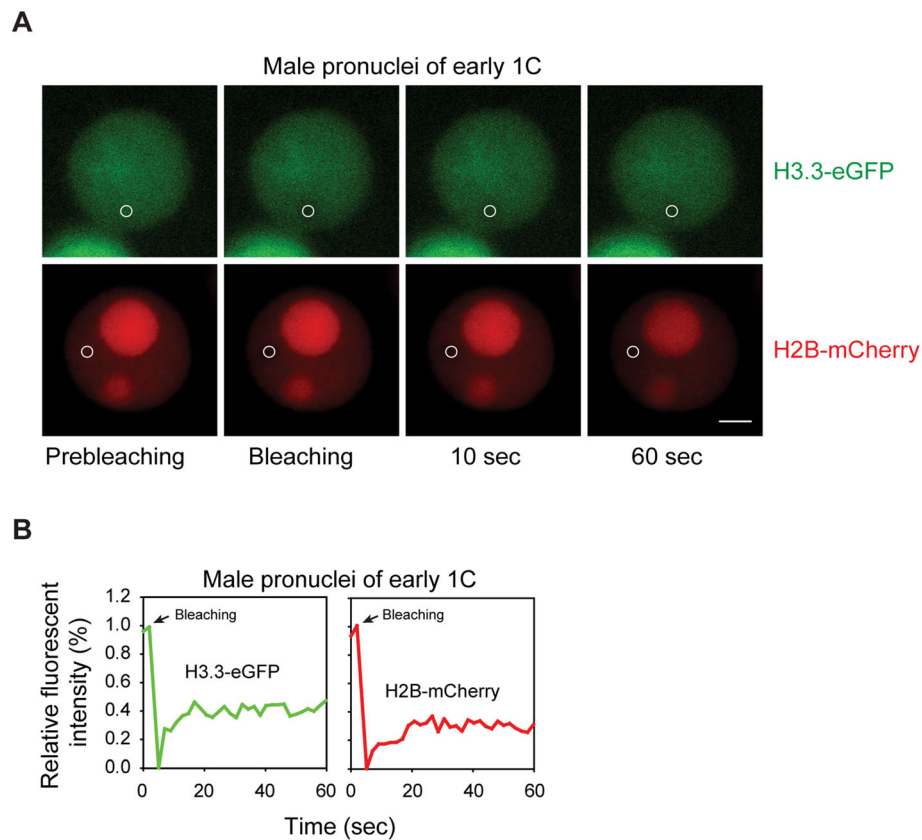 A
Male pronuclei of early 1C
H3.3-eGFP
H2B-mCherry
Prebleaching Bleaching 10 sec 60 sec
B
Male pronuclei of early 1C
Relative fluorescent
intensity (%)
1.2
1.0
0.8
0.6
0.4
0.2
0.0
Bleaching
H3.3-eGFP
0 20 40 60
Bleaching
H2B-mCherry
0 20 40 60
Time (sec)